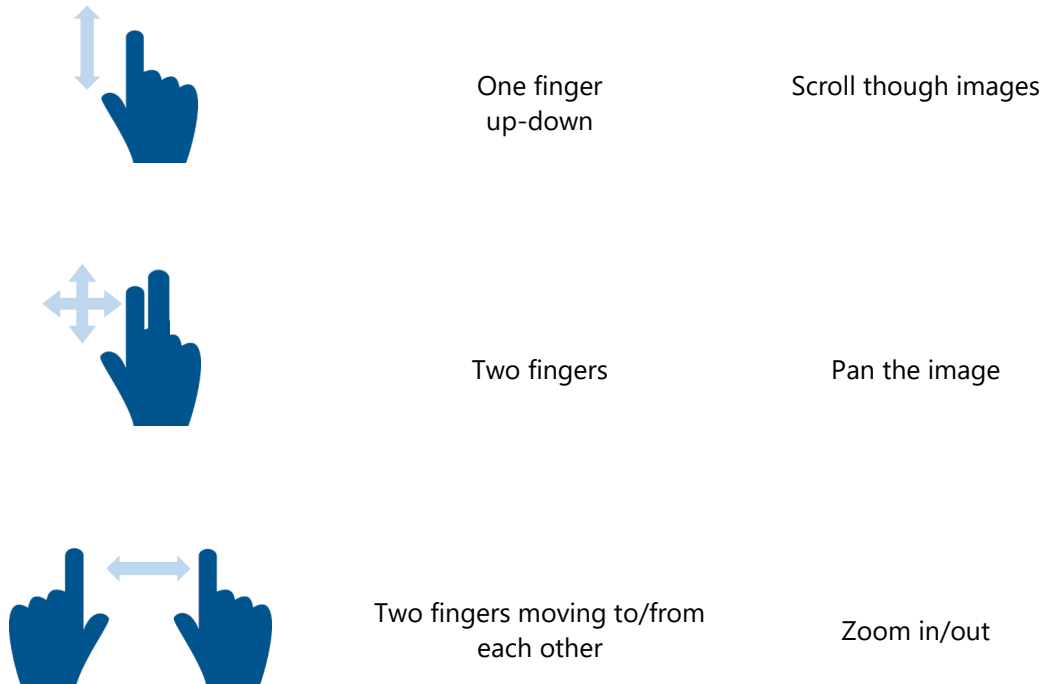 One finger
up-down
Scroll though images
Two fingers
Pan the image
Two fingers moving to/from
each other
Zoom in/out